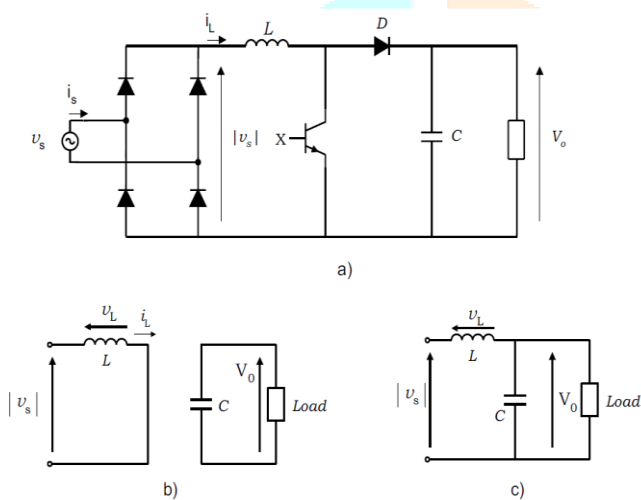 i_L L D
i_s
v_s |v_s| X C V_o
a)
v_L i_L
L
|v_s| C V_0 Load
b)
v_L
L
|v_s| C V_0 Load
c)